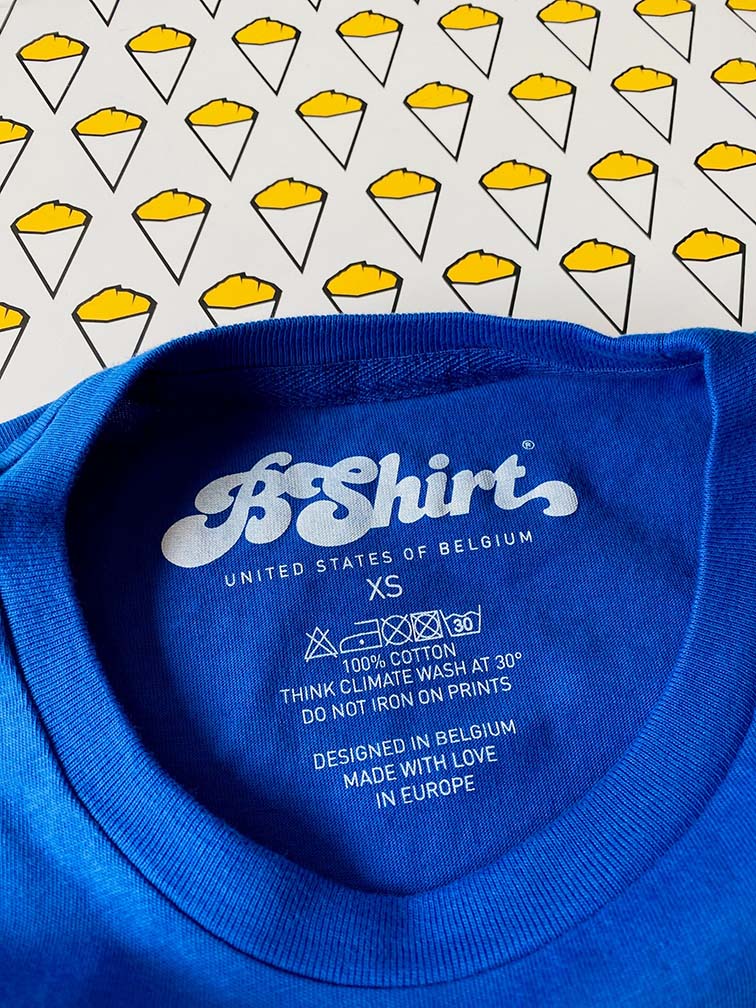 BShirt®
UNITED STATES OF BELGIUM
XS
30
100% COTTON
THINK CLIMATE WASH AT 30°
DO NOT IRON ON PRINTS
DESIGNED IN BELGIUM
MADE WITH LOVE
IN EUROPE